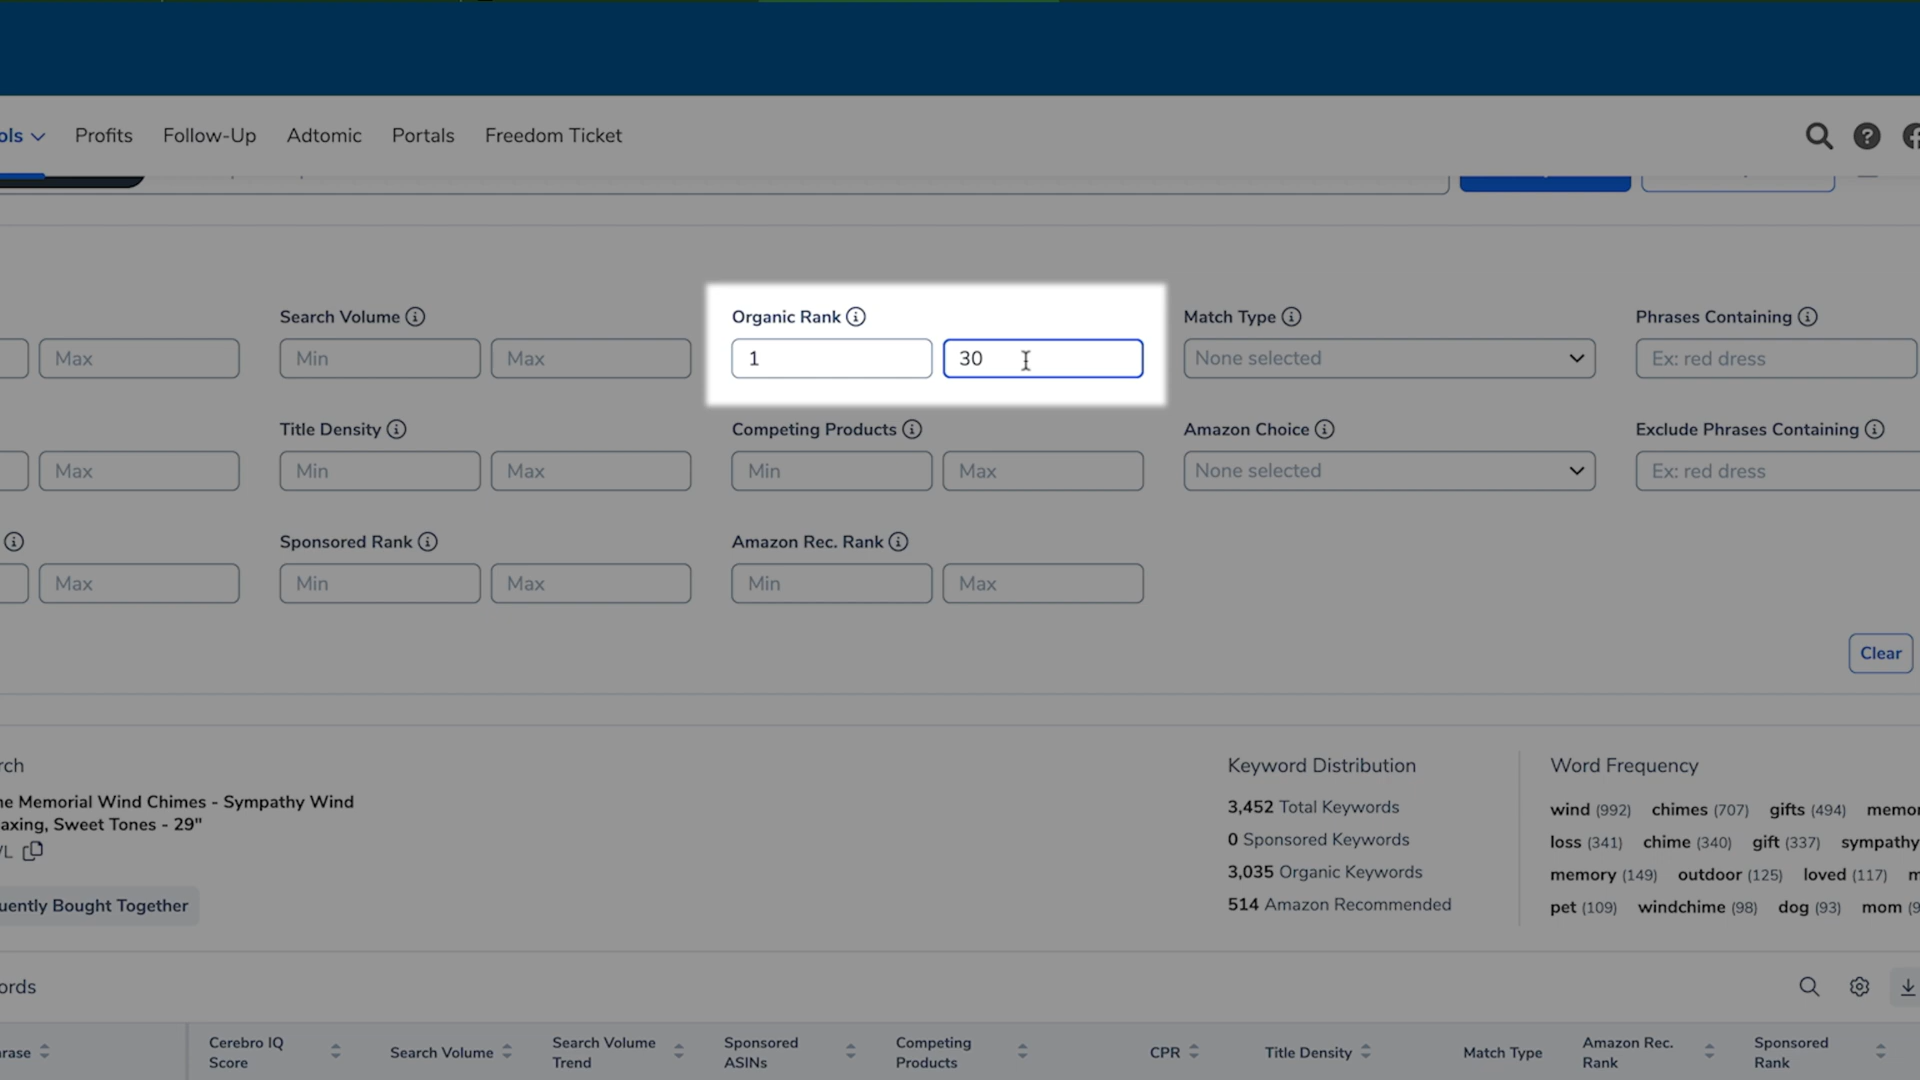 ols Profits Follow-Up Adtomic Portals Freedom Ticket
Search Volume Organic Rank Match Type Phrases Containing
Max Min Max 1 30 None selected Ex: red dress
Title Density Competing Products Amazon Choice Exclude Phrases Containing
Max Min Max Min Max None selected Ex: red dress
Sponsored Rank Amazon Rec. Rank
Max Min Max Min Max
Clear
rch Keyword Distribution Word Frequency
ne Memorial Wind Chimes - Sympathy Wind
axing, Sweet Tones - 29"
/L
uently Bought Together
3,452 Total Keywords
0 Sponsored Keywords
3,035 Organic Keywords
514 Amazon Recommended
wind (992) chimes (707) gifts (494) memor
loss (341) chime (340) gift (337) sympathy
memory (149) outdoor (125) loved (117) m
pet (109) windchime (98) dog (93) mom (9
ords
rase Cerebro IQ Score Search Volume Search Volume Trend Sponsored ASINs Competing Products CPR Title Density Match Type Amazon Rec. Rank Sponsored Rank